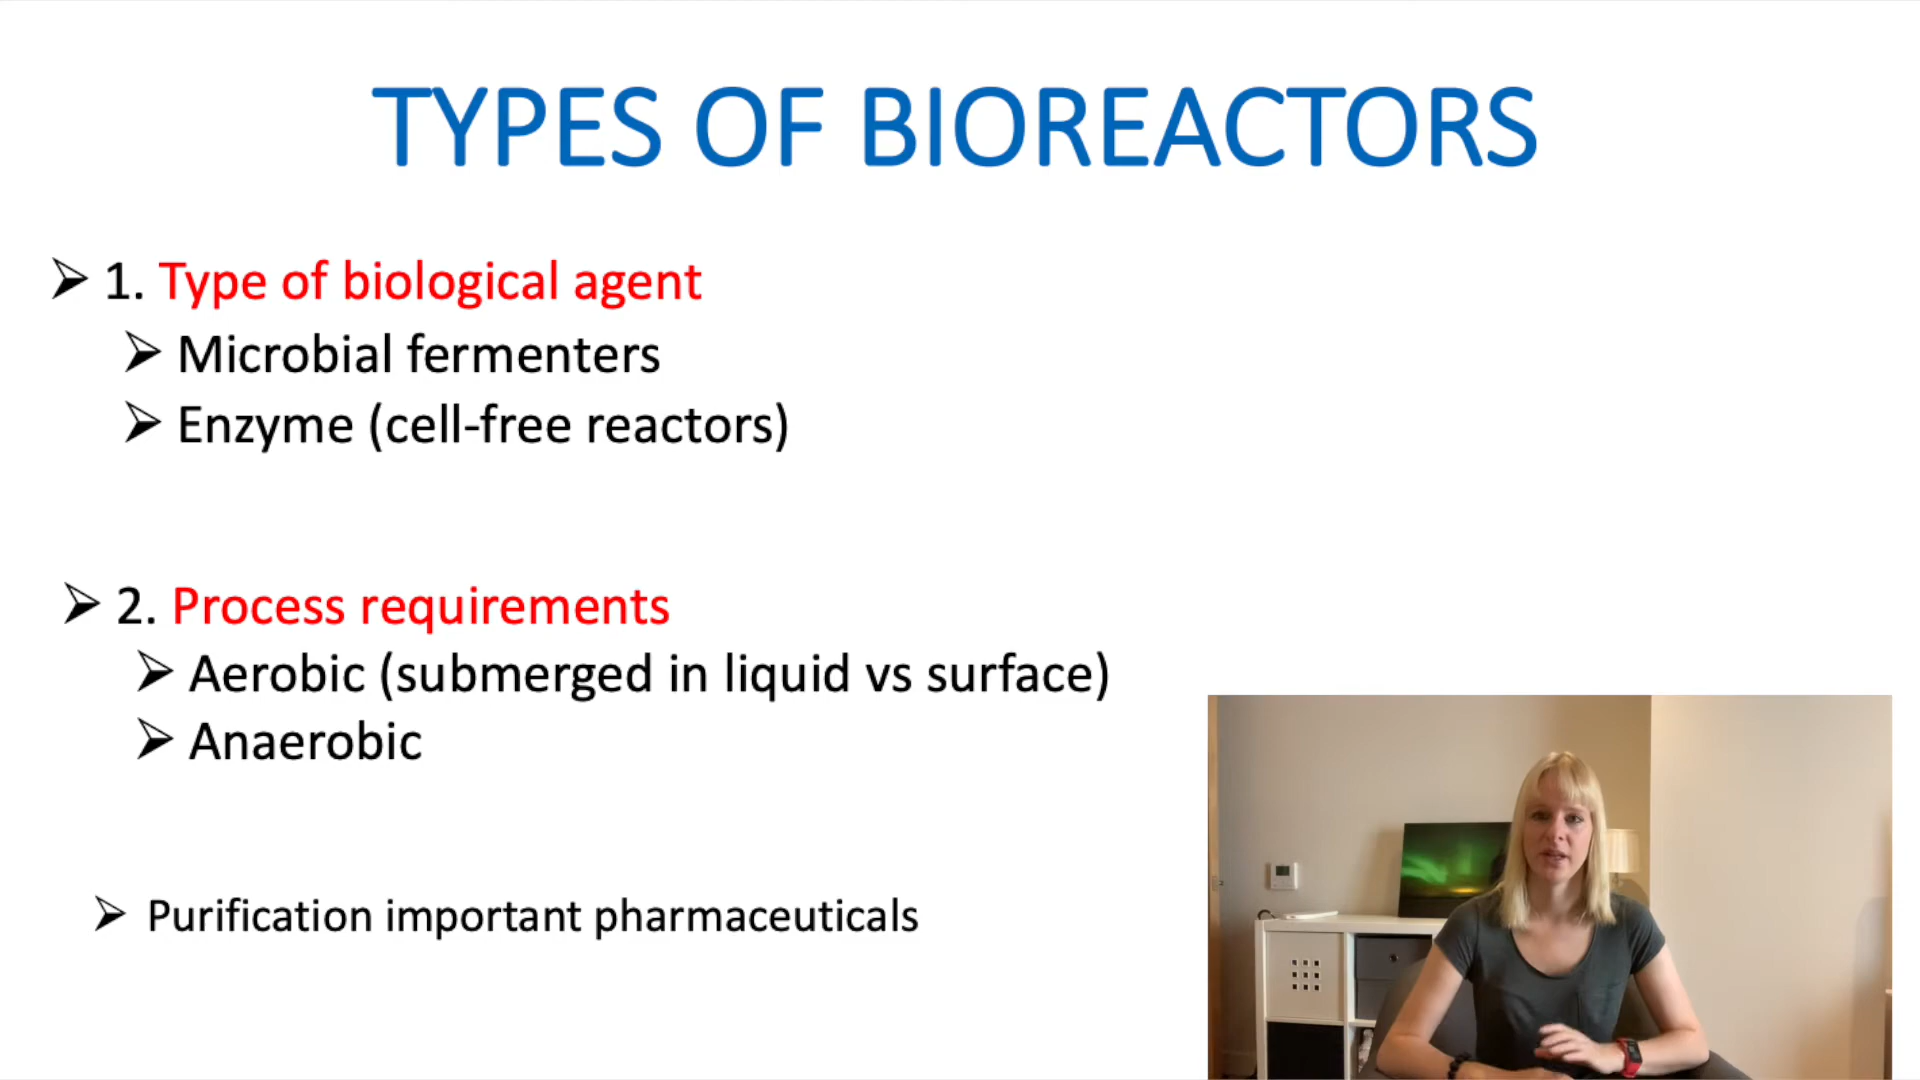 TYPES OF BIOREACTORS
➢ 1. Type of biological agent
➢ Microbial fermenters
➢ Enzyme (cell-free reactors)
➢ 2. Process requirements
➢ Aerobic (submerged in liquid vs surface)
➢ Anaerobic
➢ Purification important pharmaceuticals